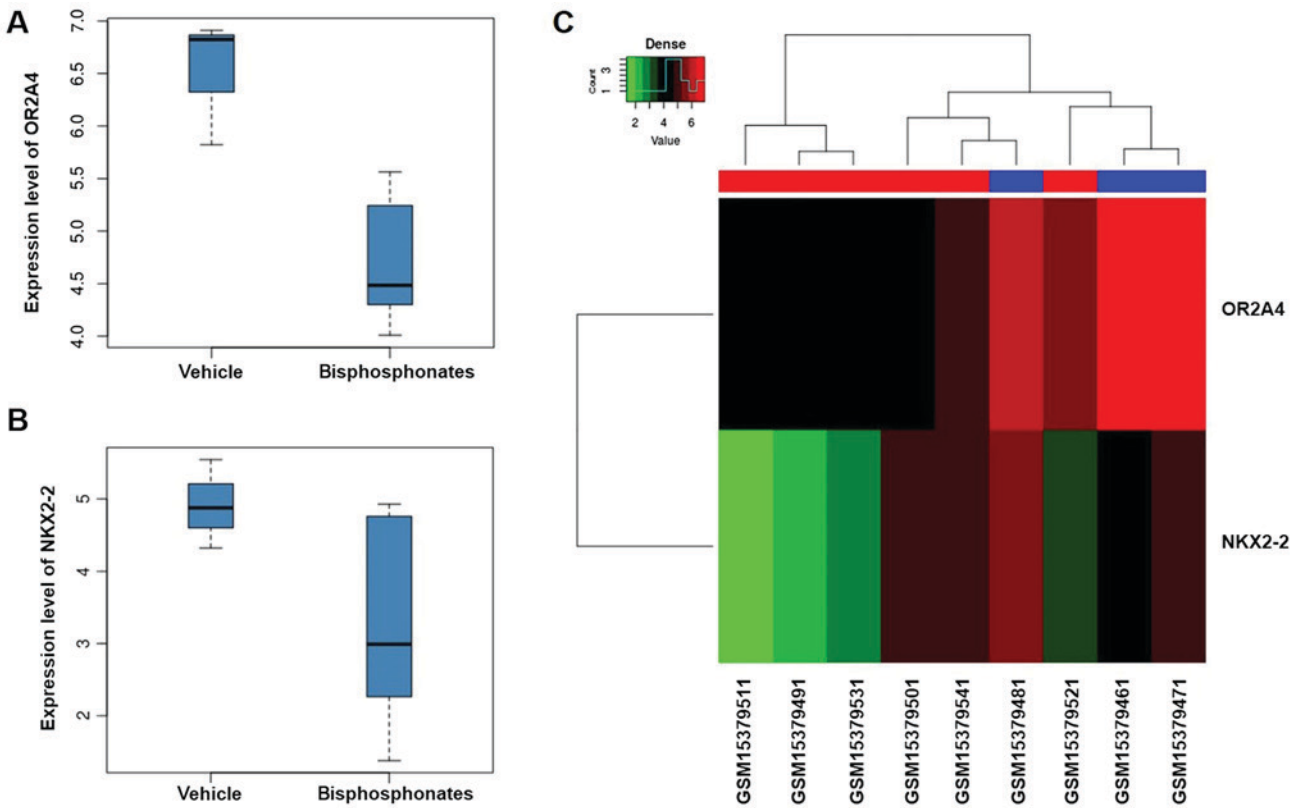 A
Expression level of OR2A4
7.0
6.5
6.0
5.5
5.0
4.5
4.0
Vehicle
Bisphosphonates
B
Expression level of NKX2-2
5
4
3
2
Vehicle
Bisphosphonates
C
Dense
Count
3
1
2 4 6
Value
OR2A4
NKX2-2
GSM15379511
GSM15379491
GSM15379531
GSM15379501
GSM15379541
GSM15379481
GSM15379521
GSM15379461
GSM15379471